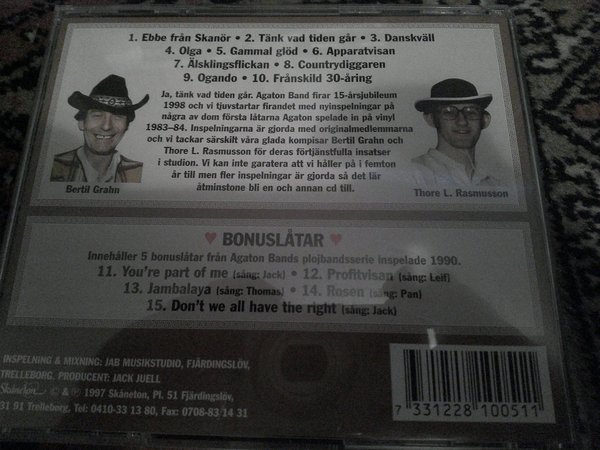 1. Ebbe från Skanör • 2. Tänk vad tiden går • 3. Danskväll
4. Olga • 5. Gammal glöd • 6. Apparatvisan
7. Älsklingsflickan • 8. Countrydiggaren
9. Ogando • 10. Frånskild 30-åring
Ja, tänk vad tiden går. Agaton Band firar 15-årsjubileum
1998 och vi tjuvstartar firandet med nyinspelningar på
några av dom första låtarna Agaton spelade in på vinyl
1983–84. Inspelningarna är gjorda med originalmedlemmarna
och vi tackar särskilt våra glada kompisar Bertil Grahn och
Thore L. Rasmusson för deras förtjänstfulla insatser
i studion. Vi kan inte garatera att vi håller på i femton
år till men fler inspelningar är gjorda så det lär
åtminstone bli en och annan cd till.
Bertil Grahn
Thore L. Rasmusson
BONUSLÅTAR
Innehåller 5 bonuslåtar från Agaton Bands plojbandsserie inspelade 1990.
11. You're part of me (sång: Jack) • 12. Profitvisan (sång: Leif)
13. Jambalaya (sång: Thomas) • 14. Rosen (sång: Pan)
15. Don't we all have the right (sång: Jack)
INSPELNING & MIXNING: JAB MUSIKSTUDIO, FJÄRDINGSLÖV,
TRELLEBORG. PRODUCENT: JACK JUELL
Skåneton © & ℗ 1997 Skåneton, Pl. 51 Fjärdingslöv,
31 91 Trelleborg, Tel: 0410-33 13 80, Fax: 0708-83 14 31
7 331228 100511